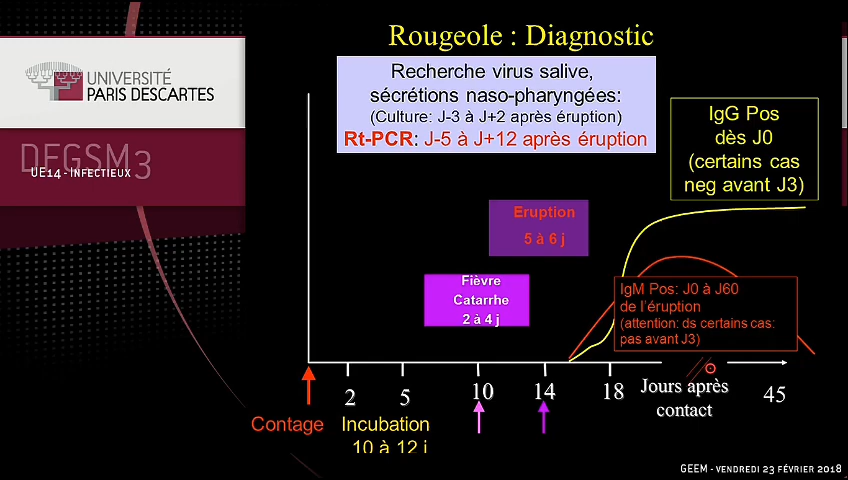 Rougeole : Diagnostic
UNIVERSITÉ
PARIS DESCARTES
DFGSM3
UE14 - INFECTIEUX
Recherche virus salive,
sécrétions naso-pharyngées:
(Culture: J-3 à J+2 après éruption)
Rt-PCR: J-5 à J+12 après éruption
IgG Pos
dès J0
(certains cas
neg avant J3)
Eruption
5 à 6 j
Fièvre
Catarrhe
2 à 4 j
IgM Pos: J0 à J60
de l'éruption
(attention: ds certains cas:
pas avant J3)
2 5 10 14 18 Jours après 45
contact
Contage
Incubation
10 à 12 j
GEEM - VENDREDI 23 FÉVRIER 2018